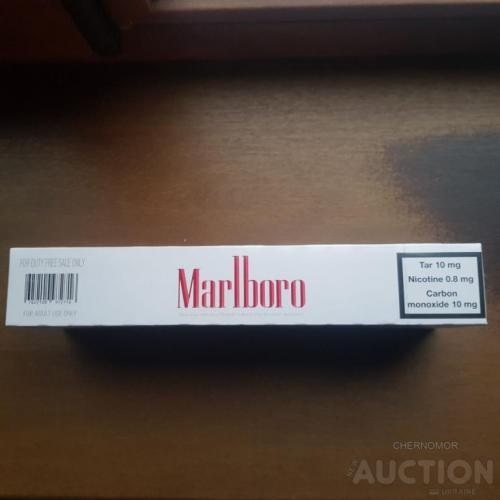 FOR DUTY FREE SALE ONLY
FOR ADULT USE ONLY
Marlboro
Tar 10 mg
Nicotine 0.8 mg
Carbon
monoxide 10 mg
CHERNOMOR
AUCTION
UKRAINE